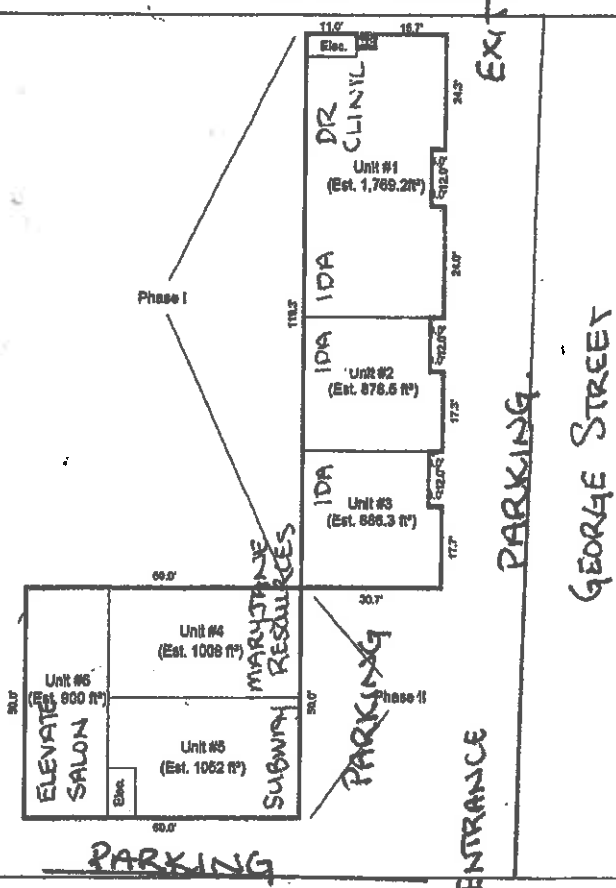 11.0'
16.7'
Elec.
EXI
DR
CLINIC
24.3'
Unit #1
(Est. 1,769.2ft²)
12.0'
IDA
24.0'
Phase I
118.3'
IDA
12.0'
Unit #2
(Est. 876.5 ft²)
17.3'
PARKING
GEORGE STREET
IDA
12.0'
Unit #3
(Est. 886.3 ft²)
17.7'
60.0'
30.7'
MARYJANE
RESOURCES
Unit #4
(Est. 1008 ft²)
Unit #6
(Est. 900 ft²)
50.0'
50.0'
PARKING
Phase II
ELEVATE
SALON
Unit #5
(Est. 1052 ft²)
SUBWAY
Elec.
60.0'
ENTRANCE
PARKING